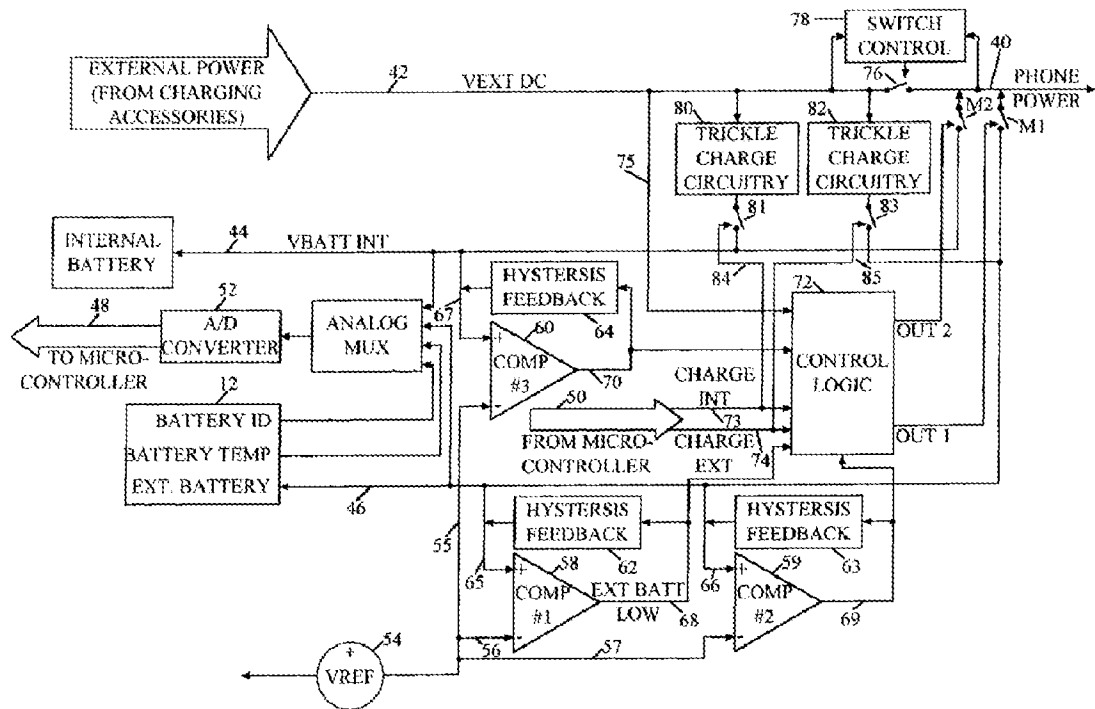 78
SWITCH
CONTROL
40
76
PHONE
POWER
EXTERNAL POWER
(FROM CHARGING
ACCESSORIES)
42
VEXT DC
M2
M1
80
TRICKLE
CHARGE
CIRCUITRY
82
TRICKLE
CHARGE
CIRCUITRY
75
81
83
INTERNAL
BATTERY
44
VBATT INT
84
85
HYSTERSIS
FEEDBACK
67
64
72
CONTROL
LOGIC
OUT 2
OUT 1
48
TO MICRO-
CONTROLLER
52
A/D
CONVERTER
ANALOG
MUX
+
-
60
COMP
#3
70
CHARGE
INT
50
73
FROM MICRO-
CONTROLLER
CHARGE
EXT
74
12
BATTERY ID
BATTERY TEMP
EXT. BATTERY
46
55
HYSTERSIS
FEEDBACK
62
HYSTERSIS
FEEDBACK
63
65
+
-
58
COMP
#1
EXT BATT
LOW
68
66
+
-
59
COMP
#2
69
56
57
54
+
VREF